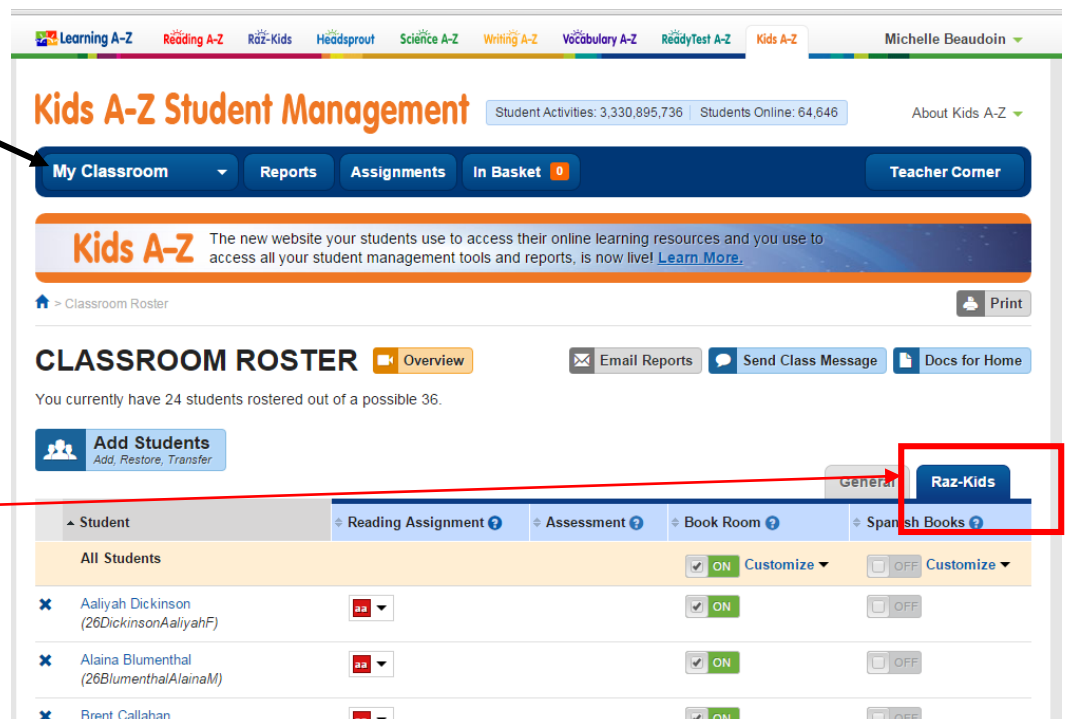 Learning A-Z Reading A-Z Raz-Kids Headsprout Science A-Z Writing A-Z Vocabulary A-Z ReadyTest A-Z Kids A-Z Michelle Beaudoin
Kids A-Z Student Management Student Activities: 3,330,895,736 Students Online: 64,646 About Kids A-Z
My Classroom Reports Assignments In Basket 0 Teacher Corner
Kids A-Z
The new website your students use to access their online learning resources and you use to
access all your student management tools and reports, is now live! Learn More.
> Classroom Roster Print
CLASSROOM ROSTER Overview Email Reports Send Class Message Docs for Home
You currently have 24 students rostered out of a possible 36.
Add Students
Add, Restore, Transfer
General Raz-Kids
Student Reading Assignment ? Assessment ? Book Room ? Spanish Books ?
All Students ON Customize OFF Customize
Aaliyah Dickinson aa ON OFF
(26DickinsonAaliyahF)
Alaina Blumenthal aa ON OFF
(26BlumenthalAlainaM)
Brent Callahan aa ON OFF